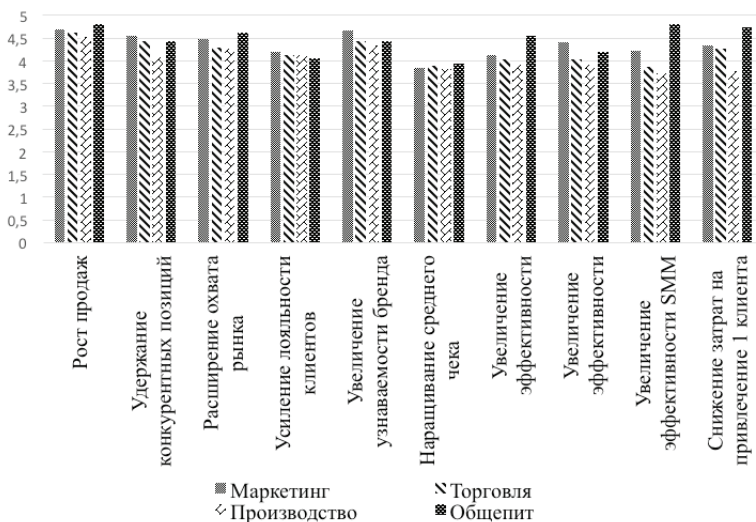 5
4,5
4
3,5
3
2,5
2
1,5
1
0,5
0
Рост продаж
Удержание
конкурентных позиций
Расширение охвата
рынка
Усиление лояльности
клиентов
Увеличение
узнаваемости бренда
Наращивание среднего
чека
Увеличение
эффективности
Увеличение
эффективности
Увеличение
эффективности SMM
Снижение затрат на
привлечение 1 клиента
Маркетинг
Торговля
Производство
Общепит